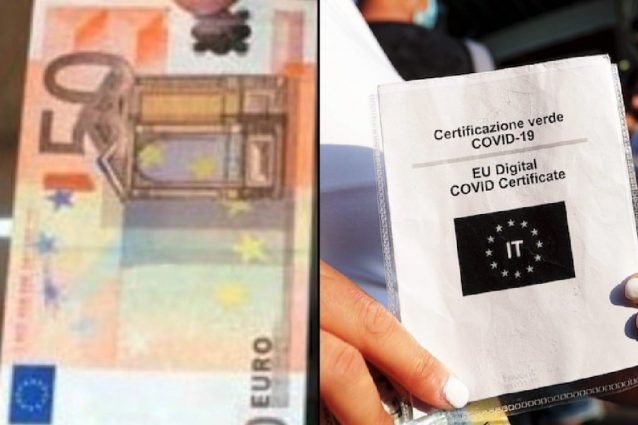 50
EURO
Certificazione verde
COVID-19
EU Digital
COVID Certificate
IT